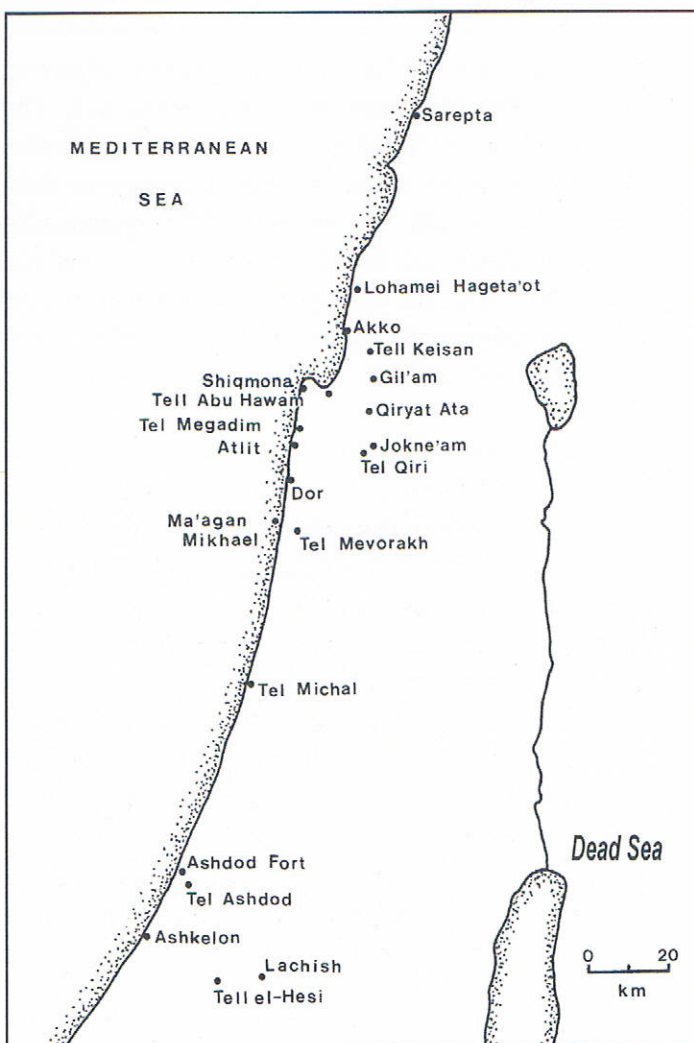 Sarepta
MEDITERRANEAN
SEA
Lohamei Hageta'ot
Akko
Tell Keisan
Shiqmona
Gil'am
Tell Abu Hawam
Qiryat Ata
Tel Megadim
Atlit
Jokne'am
Tel Qiri
Dor
Ma'agan
Mikhael
Tel Mevorakh
Tel Michal
Dead Sea
Ashdod Fort
Tel Ashdod
Ashkelon
Lachish
Tell el-Hesi
0 20
km